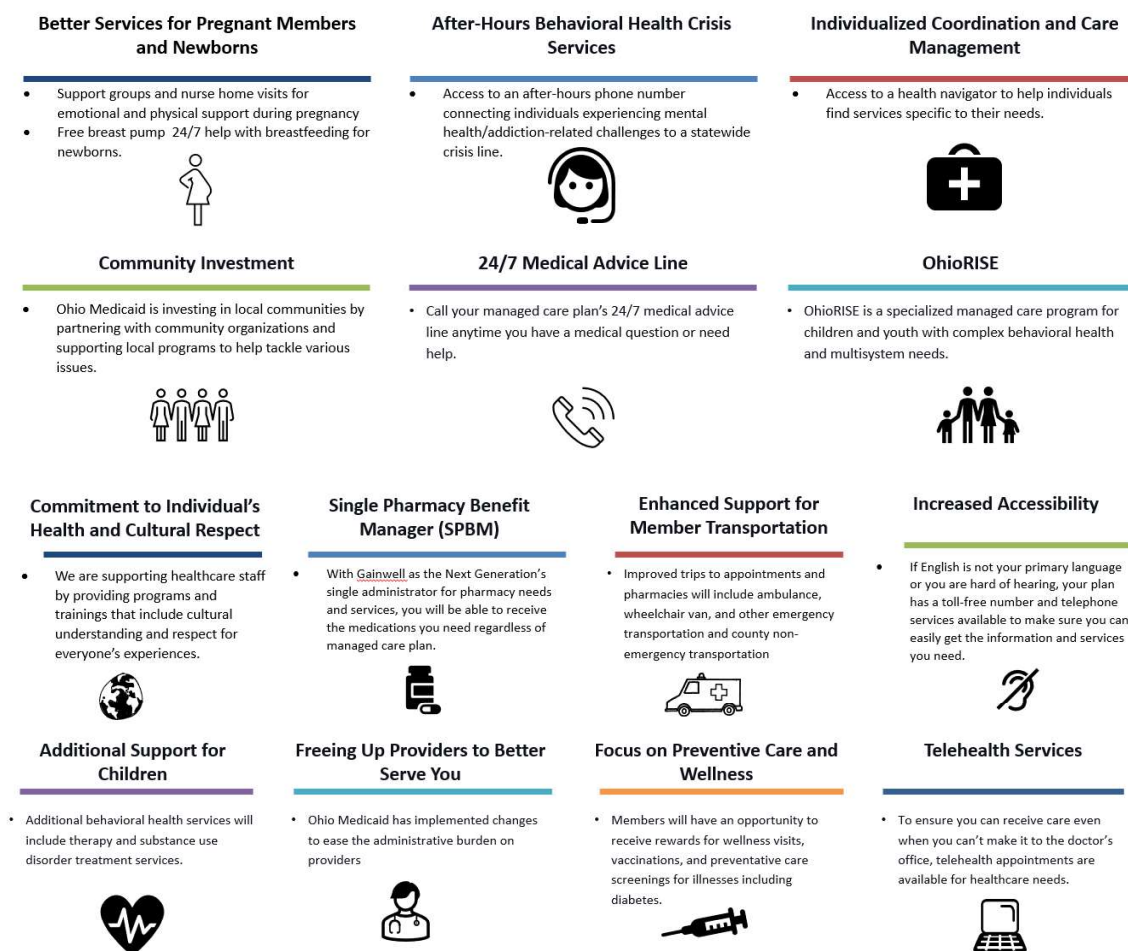 Better Services for Pregnant Members
and Newborns
• Support groups and nurse home visits for
emotional and physical support during pregnancy
• Free breast pump  24/7 help with breastfeeding for
newborns.
After-Hours Behavioral Health Crisis
Services
• Access to an after-hours phone number
connecting individuals experiencing mental
health/addiction-related challenges to a statewide
crisis line.
Individualized Coordination and Care
Management
• Access to a health navigator to help individuals
find services specific to their needs.
Community Investment
• Ohio Medicaid is investing in local communities by
partnering with community organizations and
supporting local programs to help tackle various
issues.
24/7 Medical Advice Line
• Call your managed care plan's 24/7 medical advice
line anytime you have a medical question or need
help.
OhioRISE
• OhioRISE is a specialized managed care program for
children and youth with complex behavioral health
and multisystem needs.
Commitment to Individual's
Health and Cultural Respect
• We are supporting healthcare staff
by providing programs and
trainings that include cultural
understanding and respect for
everyone's experiences.
Single Pharmacy Benefit
Manager (SPBM)
• With Gainwell as the Next Generation's
single administrator for pharmacy needs
and services, you will be able to receive
the medications you need regardless of
managed care plan.
Enhanced Support for
Member Transportation
• Improved trips to appointments and
pharmacies will include ambulance,
wheelchair van, and other emergency
transportation and county non-
emergency transportation
Increased Accessibility
• If English is not your primary language
or you are hard of hearing, your plan
has a toll-free number and telephone
services available to make sure you can
easily get the information and services
you need.
Additional Support for
Children
• Additional behavioral health services will
include therapy and substance use
disorder treatment services.
Freeing Up Providers to Better
Serve You
• Ohio Medicaid has implemented changes
to ease the administrative burden on
providers
Focus on Preventive Care and
Wellness
• Members will have an opportunity to
receive rewards for wellness visits,
vaccinations, and preventative care
screenings for illnesses including
diabetes.
Telehealth Services
• To ensure you can receive care even
when you can't make it to the doctor's
office, telehealth appointments are
available for healthcare needs.